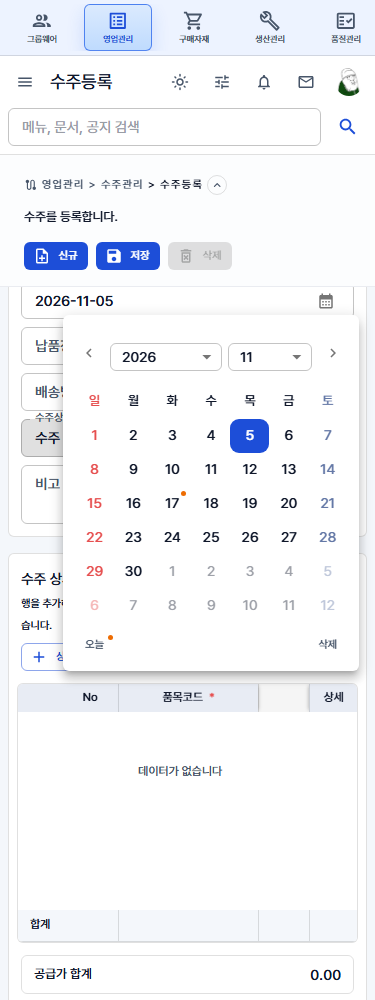 그룹웨어 영업관리 구매자재 생산관리 품질관리
수주등록
메뉴, 문서, 공지 검색
영업관리 > 수주관리 > 수주등록
수주를 등록합니다.
신규 저장 삭제
2026-11-05
2026 11
일 월 화 수 목 금 토
1 2 3 4 5 6 7
8 9 10 11 12 13 14
15 16 17 18 19 20 21
22 23 24 25 26 27 28
29 30 1 2 3 4 5
6 7 8 9 10 11 12
오늘 삭제
납품
배송
수주상
수주
비고
수주 상
행을 추가
습니다.
No 품목코드 * 상세
데이터가 없습니다
합계
공급가 합계 0.00